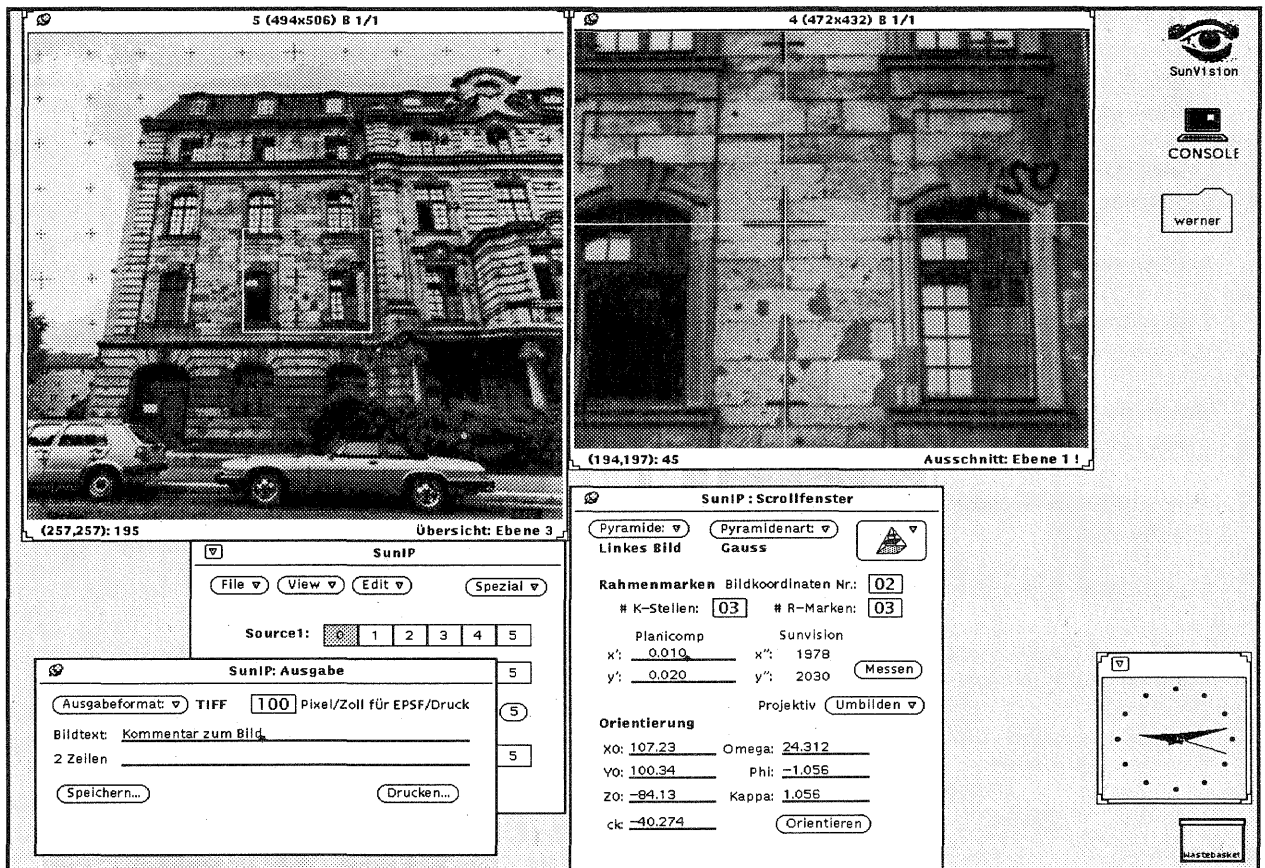 5 (494x506) B 1/1
(257,257): 195 Übersicht: Ebene 3
4 (472x432) B 1/1
(194,197): 45 Ausschnitt: Ebene 1 !
SunVision
CONSOLE
werner
SunIP
File View Edit Spezial
Source1: 0 1 2 3 4 5
5
5
5
SunIP: Ausgabe
Ausgabeformat: TIFF 100 Pixel/Zoll für EPSF/Druck
Bildtext: Kommentar zum Bild
2 Zeilen
Speichern... Drucken...
SunIP : Scrollfenster
Pyramide: Pyramidenart:
Linkes Bild Gauss
Rahmenmarken Bildkoordinaten Nr.: 02
# K-Stellen: 03 # R-Marken: 03
Planicomp Sunvision
x': 0.010 x": 1978
y': 0.020 y": 2030 Messen
Projektiv Umbilden
Orientierung
X0: 107.23 Omega: 24.312
Y0: 100.34 Phi: -1.056
Z0: -84.13 Kappa: 1.056
ck: -40.274 Orientieren
Wastebasket